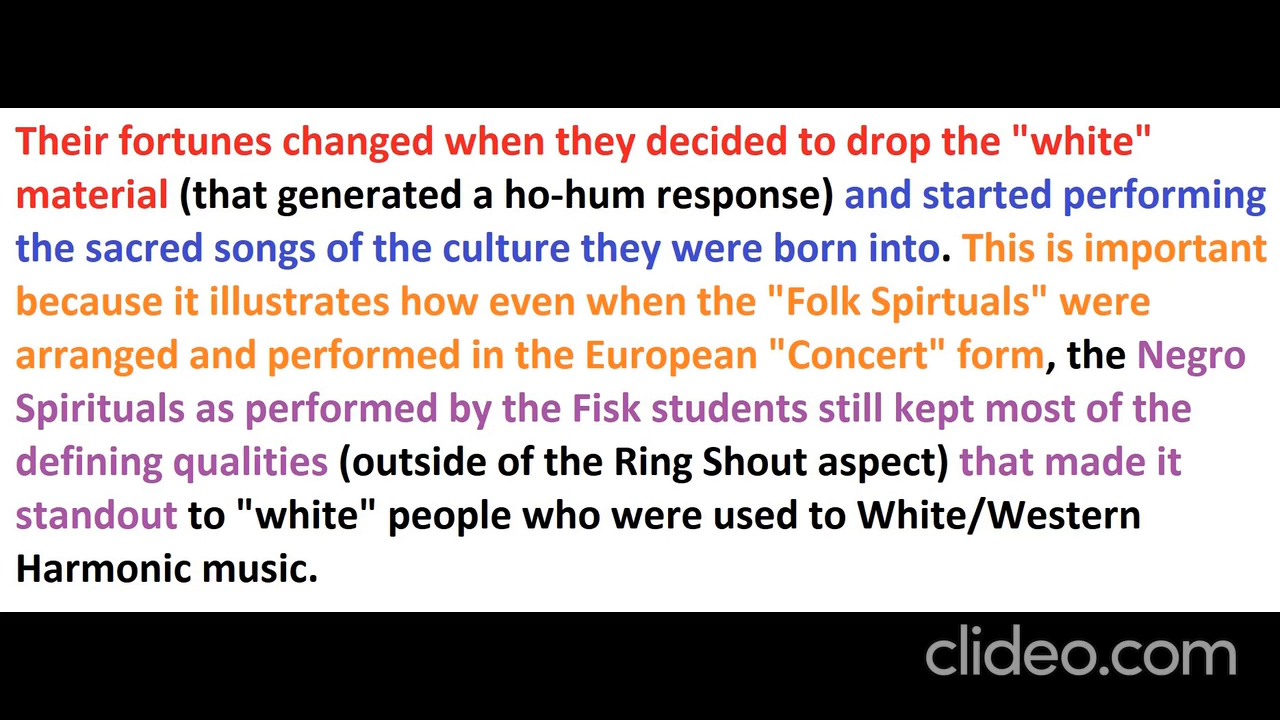 Their fortunes changed when they decided to drop the "white"
material (that generated a ho-hum response) and started performing
the sacred songs of the culture they were born into. This is important
because it illustrates how even when the "Folk Spirtuals" were
arranged and performed in the European "Concert" form, the Negro
Spirituals as performed by the Fisk students still kept most of the
defining qualities (outside of the Ring Shout aspect) that made it
standout to "white" people who were used to White/Western
Harmonic music.
clideo.com